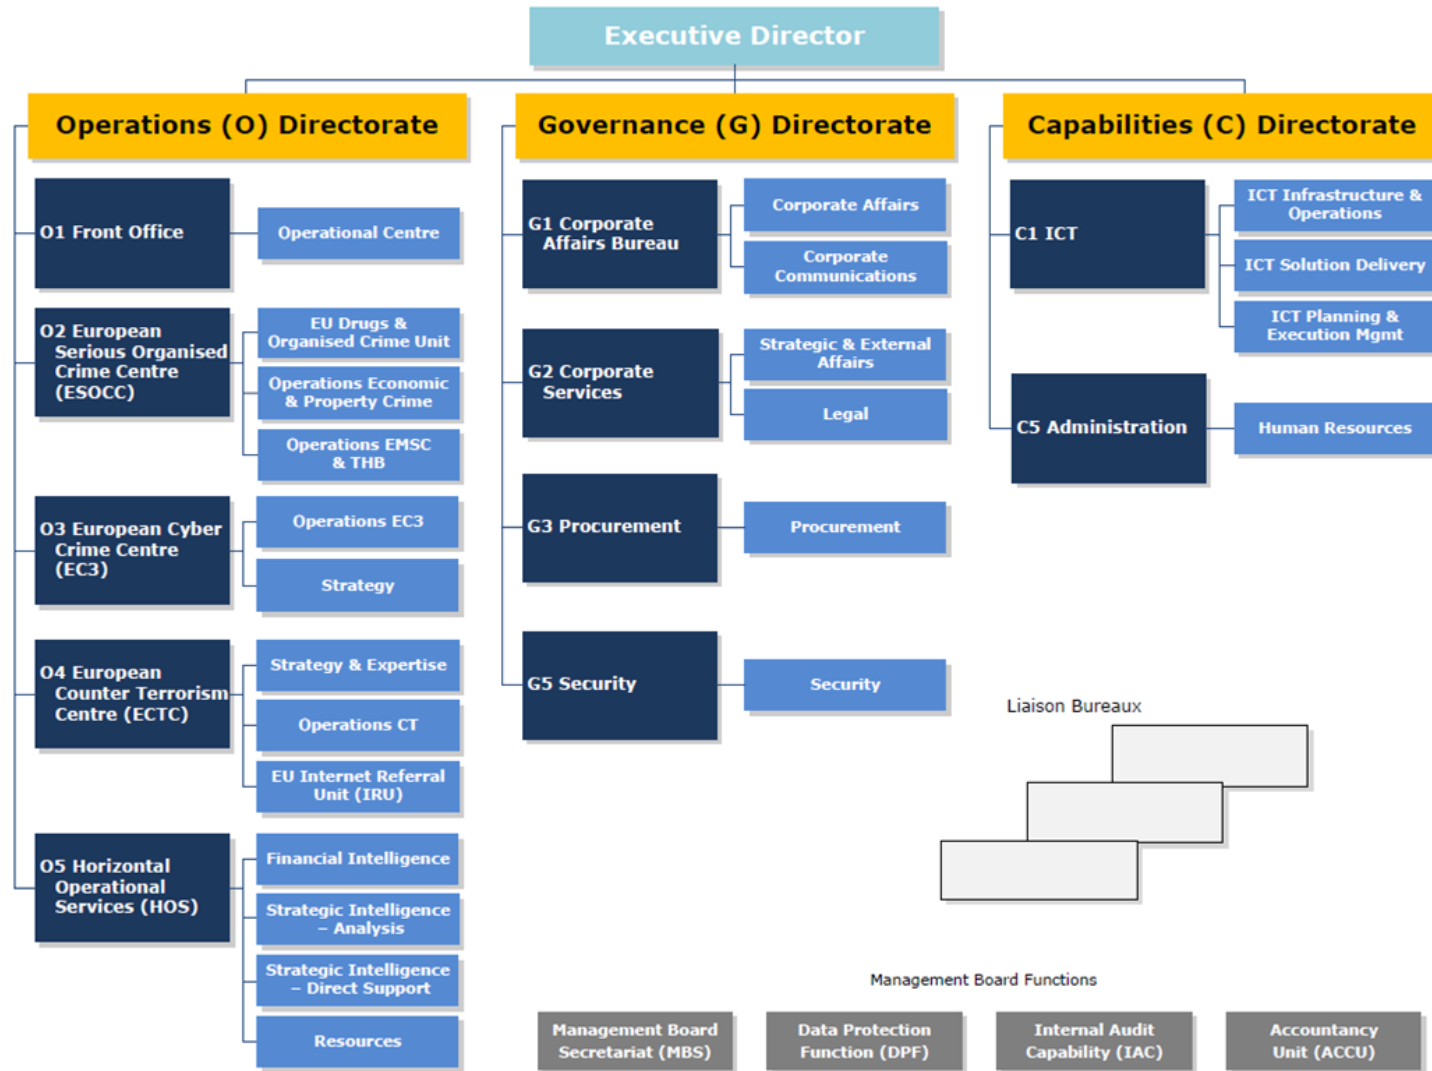 Executive Director
Operations (O) Directorate
O1 Front Office
Operational Centre
O2 European
Serious Organised
Crime Centre
(ESOCC)
EU Drugs &
Organised Crime Unit
Operations Economic
& Property Crime
Operations EMSC
& THB
O3 European Cyber
Crime Centre
(EC3)
Operations EC3
Strategy
O4 European
Counter Terrorism
Centre (ECTC)
Strategy & Expertise
Operations CT
EU Internet Referral
Unit (IRU)
O5 Horizontal
Operational
Services (HOS)
Financial Intelligence
Strategic Intelligence
– Analysis
Strategic Intelligence
– Direct Support
Resources
Governance (G) Directorate
G1 Corporate
Affairs Bureau
Corporate Affairs
Corporate
Communications
G2 Corporate
Services
Strategic & External
Affairs
Legal
G3 Procurement
Procurement
G5 Security
Security
Capabilities (C) Directorate
C1 ICT
ICT Infrastructure &
Operations
ICT Solution Delivery
ICT Planning &
Execution Mgmt
C5 Administration
Human Resources
Liaison Bureaux
Management Board Functions
Management Board
Secretariat (MBS)
Data Protection
Function (DPF)
Internal Audit
Capability (IAC)
Accountancy
Unit (ACCU)